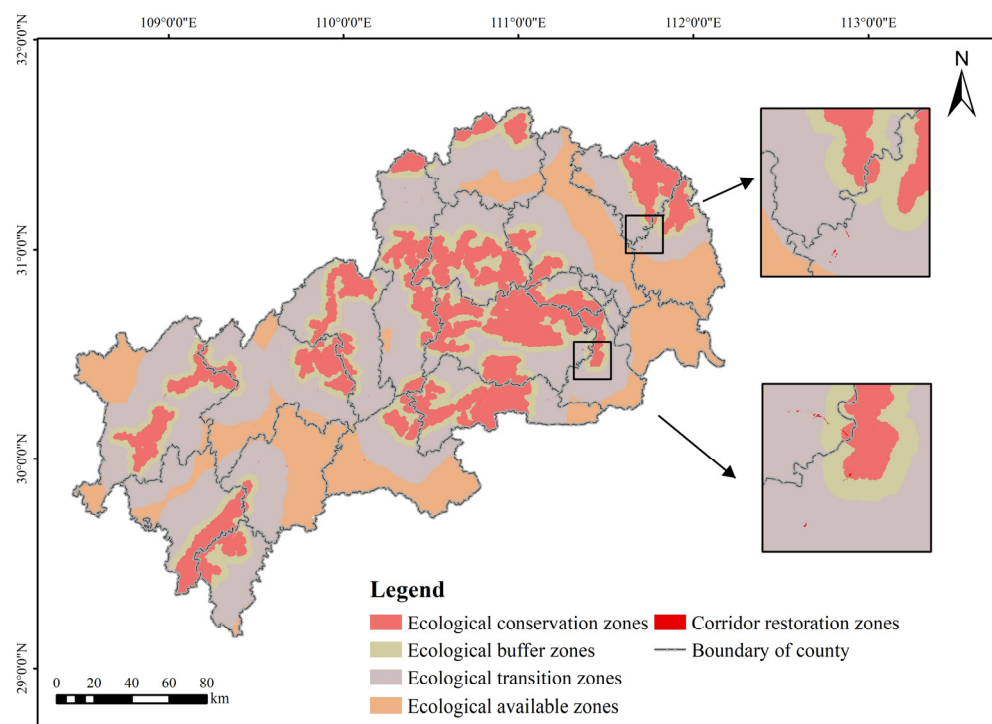 109°0'0"E 110°0'0"E 111°0'0"E 112°0'0"E 113°0'0"E
32°0'0"N
N
31°0'0"N
30°0'0"N
29°0'0"N
Legend
Ecological conservation zones Corridor restoration zones
Ecological buffer zones Boundary of county
Ecological transition zones
Ecological available zones
0 20 40 60 80
km